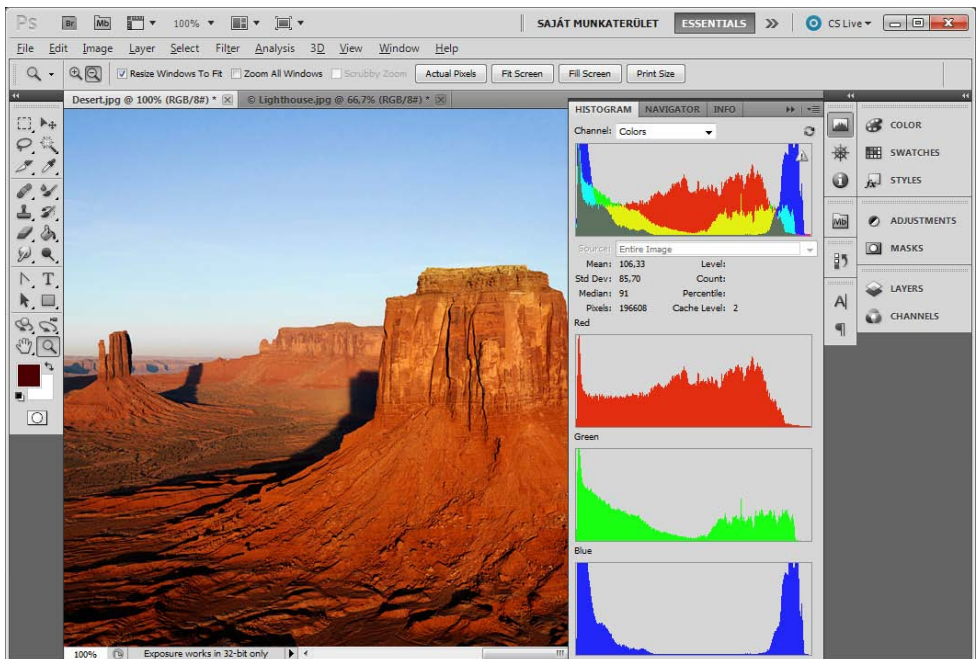 Ps Br Mb 100% SAJÁT MUNKATERÜLET ESSENTIALS CS Live
File Edit Image Layer Select Filter Analysis 3D View Window Help
Resize Windows To Fit Zoom All Windows Scrubby Zoom Actual Pixels Fit Screen Fill Screen Print Size
Desert.jpg @ 100% (RGB/8#) * © Lighthouse.jpg @ 66,7% (RGB/8#) *
HISTOGRAM NAVIGATOR INFO
Channel: Colors
Source: Entire Image
Mean: 106,33 Level:
Std Dev: 85,70 Count:
Median: 91 Percentile:
Pixels: 196608 Cache Level: 2
Red
Green
Blue
COLOR
SWATCHES
STYLES
Mb ADJUSTMENTS
MASKS
LAYERS
CHANNELS
100% Exposure works in 32-bit only